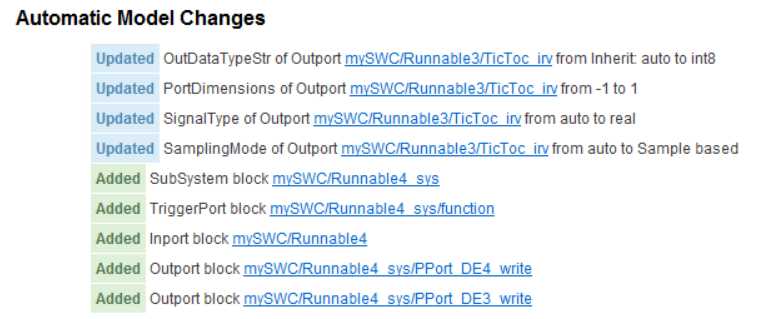 Automatic Model Changes
Updated OutDataTypeStr of Outport mySWC/Runnable3/TicToc_irv from Inherit: auto to int8
Updated PortDimensions of Outport mySWC/Runnable3/TicToc_irv from -1 to 1
Updated SignalType of Outport mySWC/Runnable3/TicToc_irv from auto to real
Updated SamplingMode of Outport mySWC/Runnable3/TicToc_irv from auto to Sample based
Added SubSystem block mySWC/Runnable4_sys
Added TriggerPort block mySWC/Runnable4_sys/function
Added Inport block mySWC/Runnable4
Added Outport block mySWC/Runnable4_sys/PPort_DE4_write
Added Outport block mySWC/Runnable4_sys/PPort_DE3_write